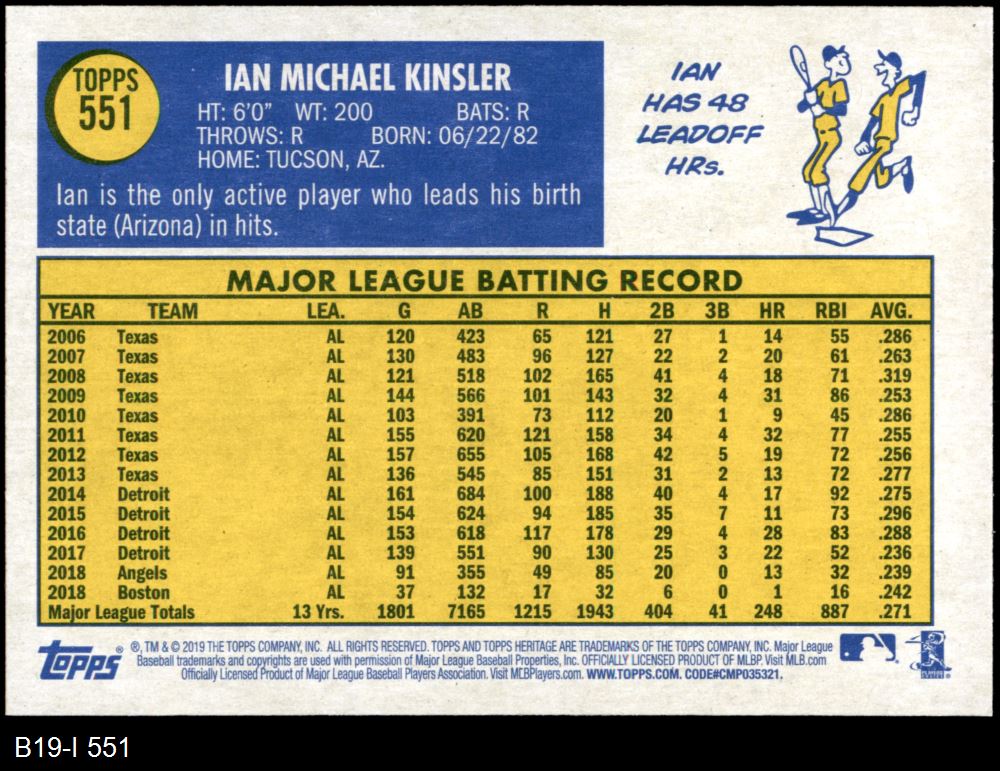 TOPPS
551
IAN MICHAEL KINSLER
HT: 6'0" WT: 200 BATS: R
THROWS: R BORN: 06/22/82
HOME: TUCSON, AZ.
Ian is the only active player who leads his birth
state (Arizona) in hits.
IAN
HAS 48
LEADOFF
HRs.
MAJOR LEAGUE BATTING RECORD
YEAR TEAM LEA. G AB R H 2B 3B HR RBI AVG.
2006 Texas AL 120 423 65 121 27 1 14 55 .286
2007 Texas AL 130 483 96 127 22 2 20 61 .263
2008 Texas AL 121 518 102 165 41 4 18 71 .319
2009 Texas AL 144 566 101 143 32 4 31 86 .253
2010 Texas AL 103 391 73 112 20 1 9 45 .286
2011 Texas AL 155 620 121 158 34 4 32 77 .255
2012 Texas AL 157 655 105 168 42 5 19 72 .256
2013 Texas AL 136 545 85 151 31 2 13 72 .277
2014 Detroit AL 161 684 100 188 40 4 17 92 .275
2015 Detroit AL 154 624 94 185 35 7 11 73 .296
2016 Detroit AL 153 618 117 178 29 4 28 83 .288
2017 Detroit AL 139 551 90 130 25 3 22 52 .236
2018 Angels AL 91 355 49 85 20 0 13 32 .239
2018 Boston AL 37 132 17 32 6 0 1 16 .242
Major League Totals 13 Yrs. 1801 7165 1215 1943 404 41 248 887 .271
topps ®, TM & © 2019 THE TOPPS COMPANY, INC. ALL RIGHTS RESERVED. TOPPS AND TOPPS HERITAGE ARE TRADEMARKS OF THE TOPPS COMPANY, INC. Major League
Baseball trademarks and copyrights are used with permission of Major League Baseball Properties, Inc. OFFICIALLY LICENSED PRODUCT OF MLBP. Visit MLB.com
Officially Licensed Product of Major League Baseball Players Association. Visit MLBPlayers.com. WWW.TOPPS.COM. CODE#CMP035321.
B19-I 551